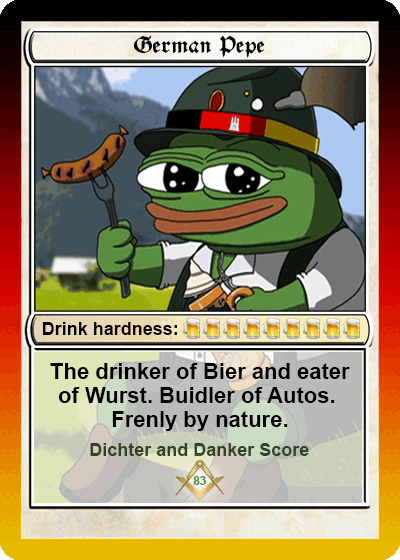 German Pepe
Drink hardness:
The drinker of Bier and eater
of Wurst. Buidler of Autos.
Frenly by nature.
Dichter and Danker Score
83